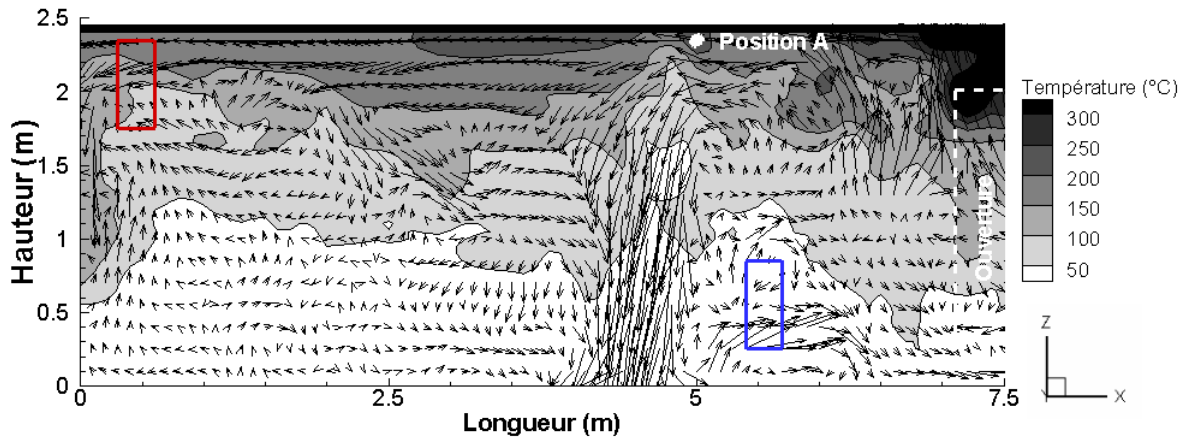 2.5
Position A
Température (°C)
2
300
250
1.5
200
Hauteur (m)
150
Ouverture
1
100
50
0.5
Z
0
Y
X
0
2.5
5
7.5
Longueur (m)